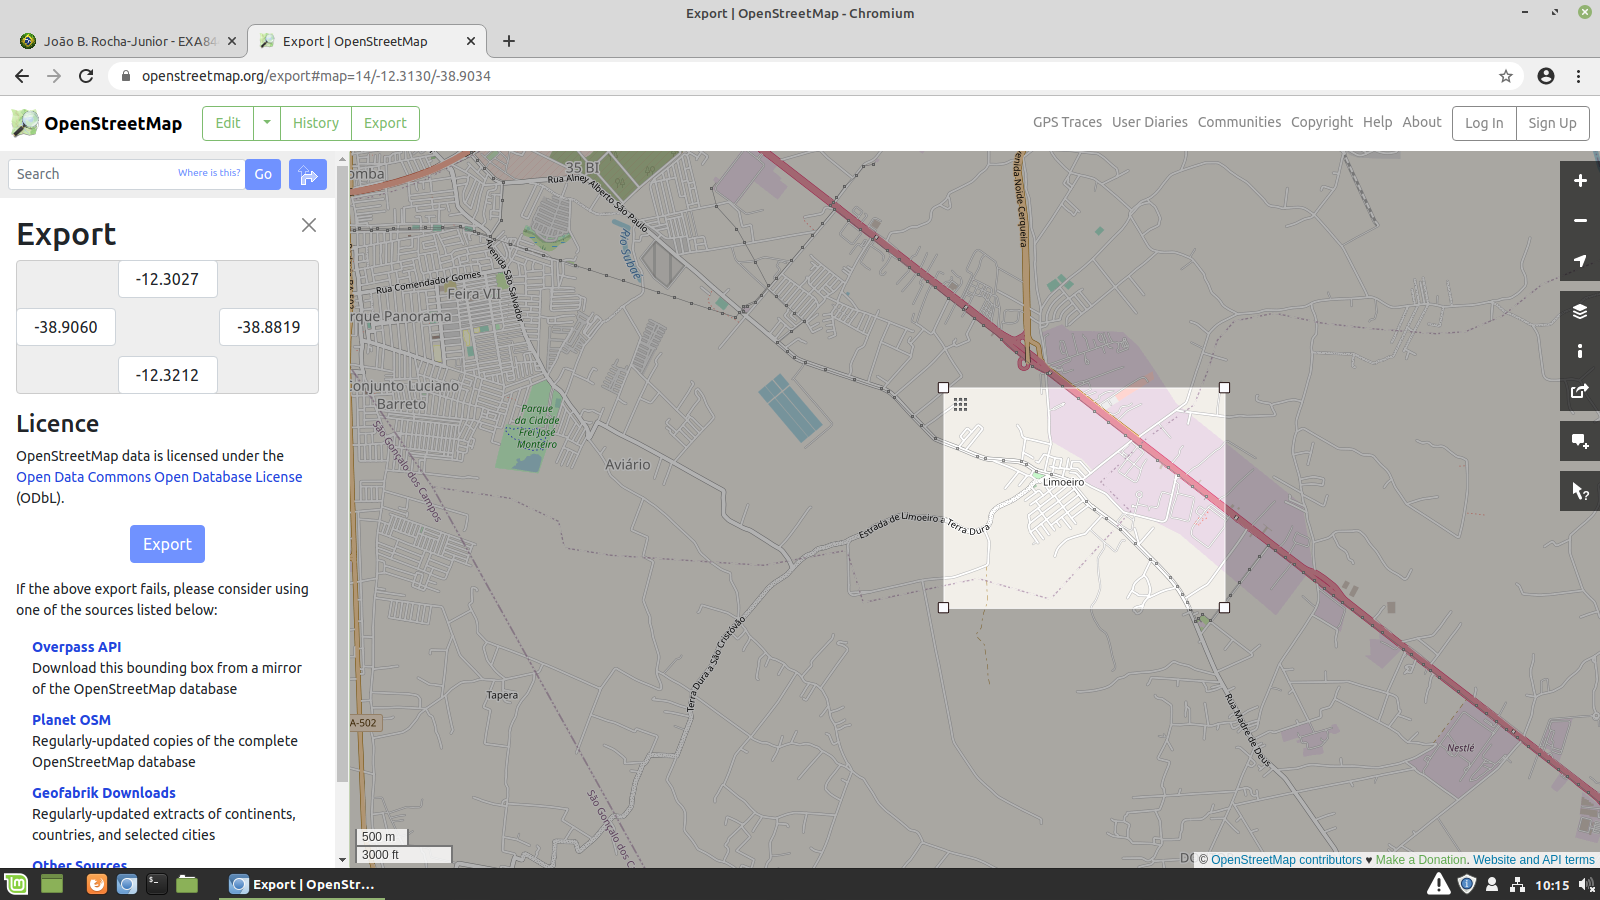 Export | OpenStreetMap - Chromium
João B. Rocha-Junior - EXA84
Export | OpenStreetMap
openstreetmap.org/export#map=14/-12.3130/-38.9034
OpenStreetMap
Edit
History
Export
GPS Traces
User Diaries
Communities
Copyright
Help
About
Log In
Sign Up
Search
Where is this?
Go
Export
-12.3027
-38.9060
-38.8819
-12.3212
Licence
OpenStreetMap data is licensed under the
Open Data Commons Open Database License
(ODbL).
Export
If the above export fails, please consider using
one of the sources listed below:
Overpass API
Download this bounding box from a mirror
of the OpenStreetMap database
Planet OSM
Regularly-updated copies of the complete
OpenStreetMap database
Geofabrik Downloads
Regularly-updated extracts of continents,
countries, and selected cities
Other Sources
omba
35 BI
Rua Alney Alberto São Paulo
Rio Subaé
Avenida São Salvador
Rua Comendador Gomes
Feira VII
rque Panorama
onjunto Luciano
Barreto
Parque
da Cidade
Frei José
Monteiro
São Gonçalo dos Campos
Aviário
enida Noide Cerqueira
Limoeiro
Estrada de Limoeiro a Terra Dura
Terra Dura a São Cristóvão
Tapera
A-502
São Gonçalo dos C
Rua Madre de Deus
Nestlé
500 m
3000 ft
© OpenStreetMap contributors ♥ Make a Donation. Website and API terms
Export | OpenStr...
10:15